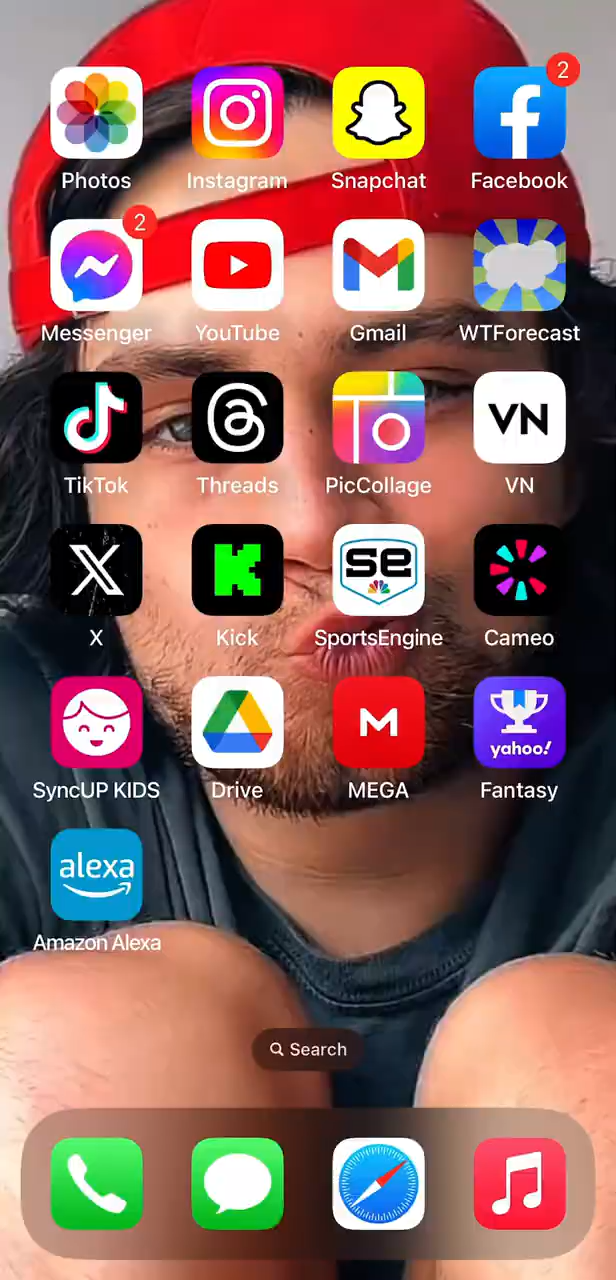 2
Photos Instagram Snapchat Facebook
2
Messenger YouTube Gmail WTForecast
VN
TikTok Threads PicCollage VN
X
se
X Kick SportsEngine Cameo
M
yahoo!
SyncUP KIDS Drive MEGA Fantasy
alexa
Amazon Alexa
Search